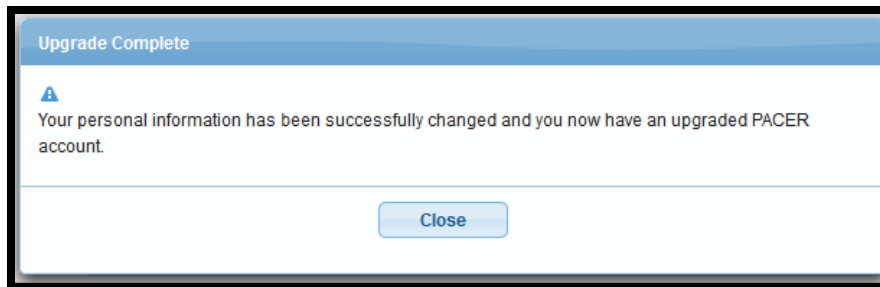 Upgrade Complete
Your personal information has been successfully changed and you now have an upgraded PACER
account.
Close